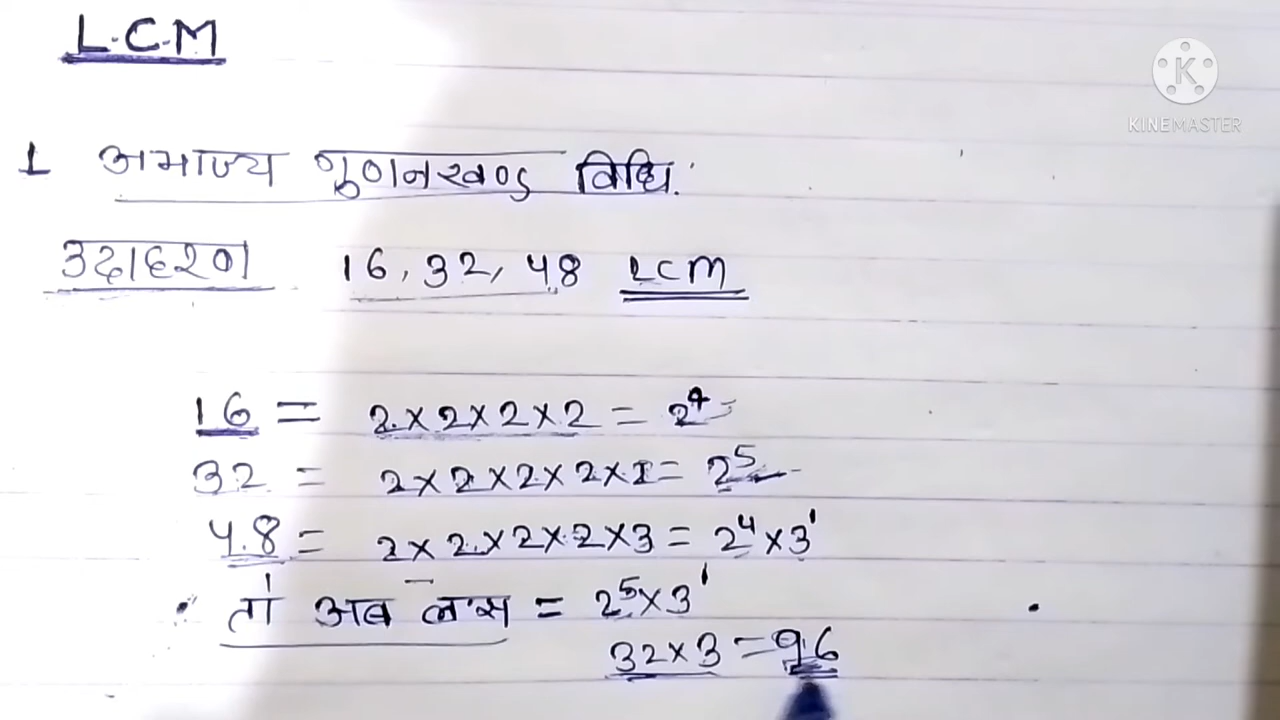 L.C.M
KINEMASTER
1 अभाज्य गुणनखण्ड विधि.
उदाहरण 16, 32, 48 LCM
16 = 2×2×2×2 = 2⁴
32 = 2×2×2×2×2 = 2⁵
48 = 2×2×2×2×3 = 2⁴×3¹
तो अब ल॰स = 2⁵×3¹
32×3 = 96